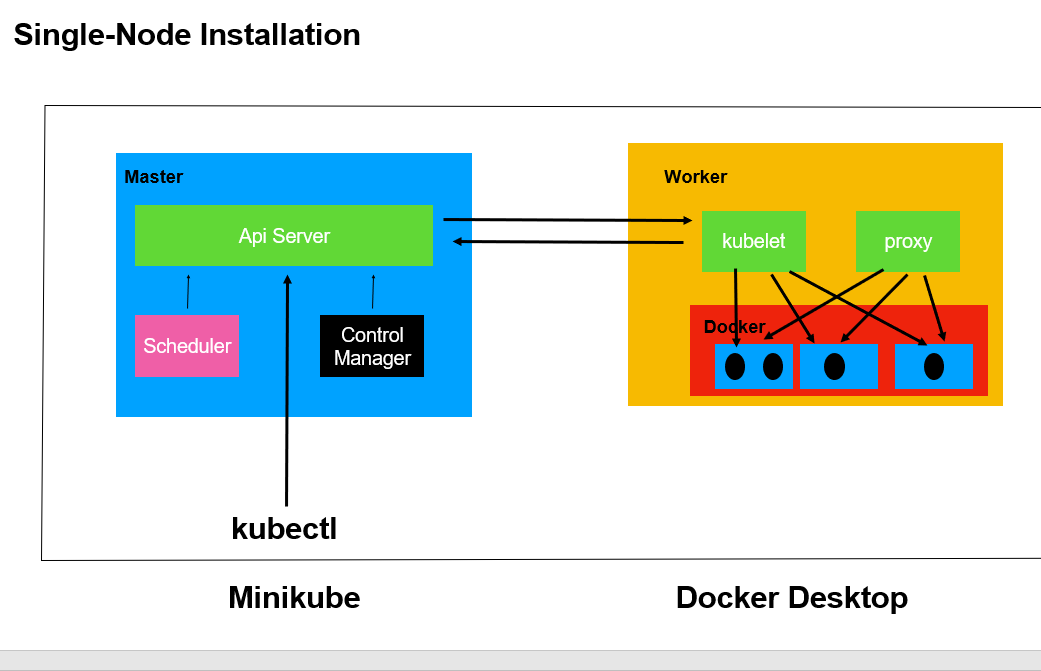 Single-Node Installation
Master
Api Server
Scheduler
Control
Manager
kubectl
Worker
kubelet
proxy
Docker
Minikube
Docker Desktop